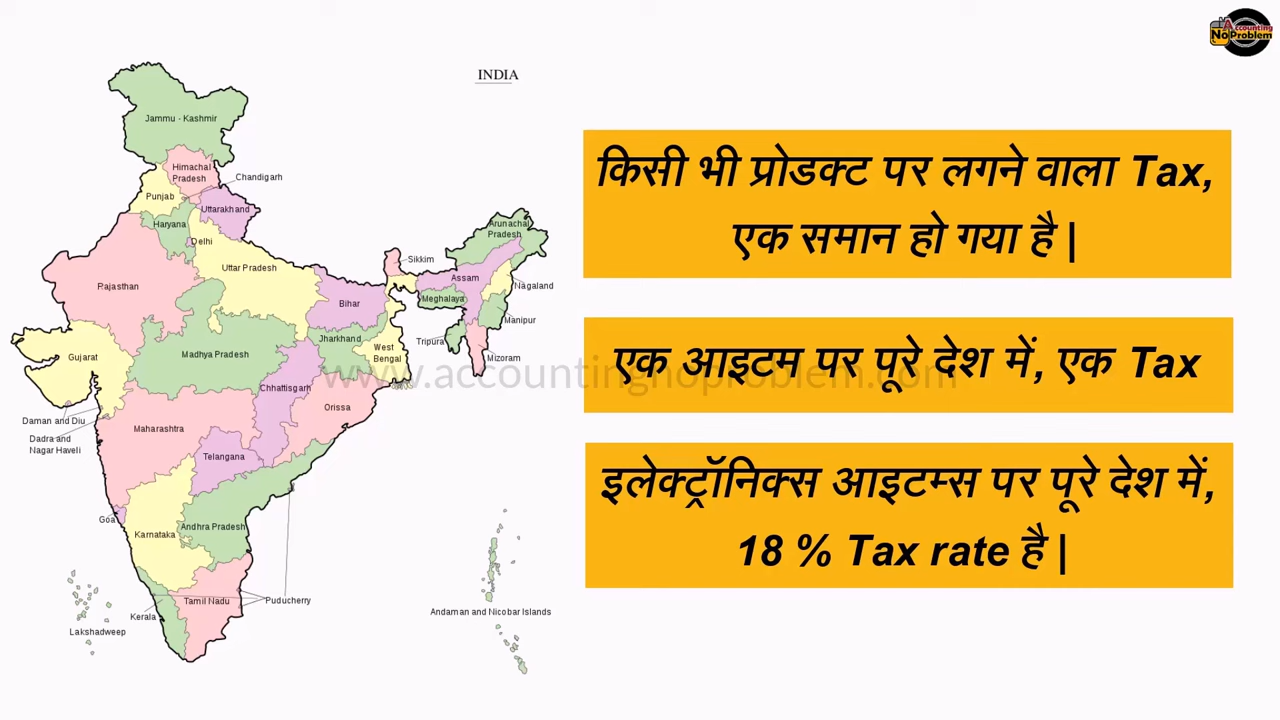 Accounting
NoProblem
INDIA
किसी भी प्रोडक्ट पर लगने वाला Tax,
एक समान हो गया है |
एक आइटम पर पूरे देश में, एक Tax
इलेक्ट्रॉनिक्स आइटम्स पर पूरे देश में,
18 % Tax rate है |
Jammu - Kashmir
Himachal
Pradesh
Chandigarh
Punjab
Uttarakhand
Haryana
Delhi
Arunachal
Pradesh
Sikkim
Uttar Pradesh
Assam
Rajasthan
Nagaland
Bihar
Meghalaya
Manipur
Jharkhand
Tripura
West
Bengal
Gujarat
Madhya Pradesh
Mizoram
www.accountingnoproblem.com
Chhattisgarh
Orissa
Daman and Diu
Maharashtra
Dadra and
Nagar Haveli
Telangana
Goa
Andhra Pradesh
Karnataka
Tamil Nadu
Puducherry
Kerala
Andaman and Nicobar Islands
Lakshadweep